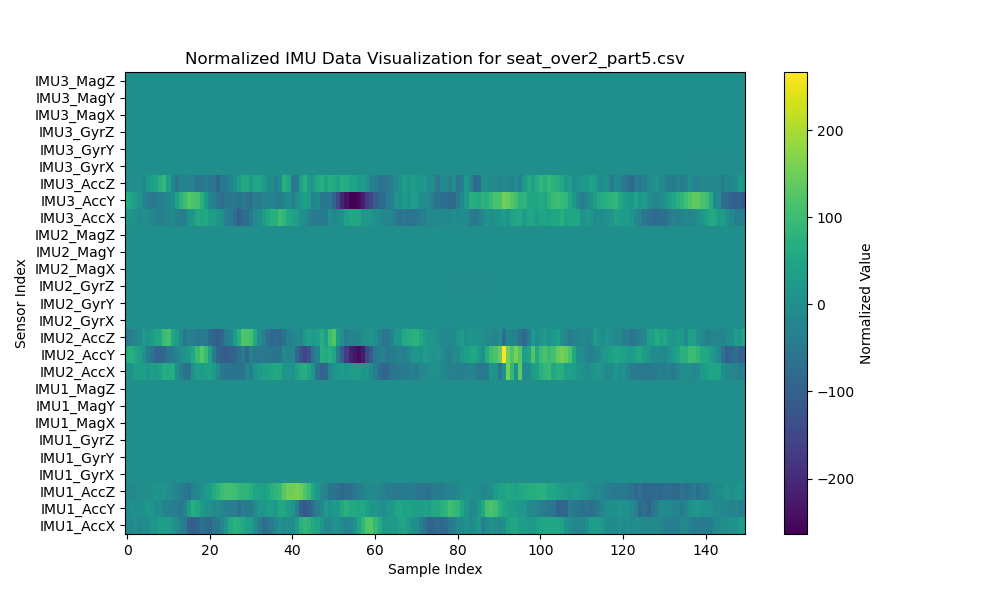 Normalized IMU Data Visualization for seat_over2_part5.csv
IMU3_MagZ
IMU3_MagY
IMU3_MagX
IMU3_GyrZ
IMU3_GyrY
IMU3_GyrX
IMU3_AccZ
IMU3_AccY
IMU3_AccX
IMU2_MagZ
IMU2_MagY
IMU2_MagX
IMU2_GyrZ
IMU2_GyrY
IMU2_GyrX
IMU2_AccZ
IMU2_AccY
IMU2_AccX
IMU1_MagZ
IMU1_MagY
IMU1_MagX
IMU1_GyrZ
IMU1_GyrY
IMU1_GyrX
IMU1_AccZ
IMU1_AccY
IMU1_AccX
Sensor Index
0 20 40 60 80 100 120 140
Sample Index
200
100
0
−100
−200
Normalized Value